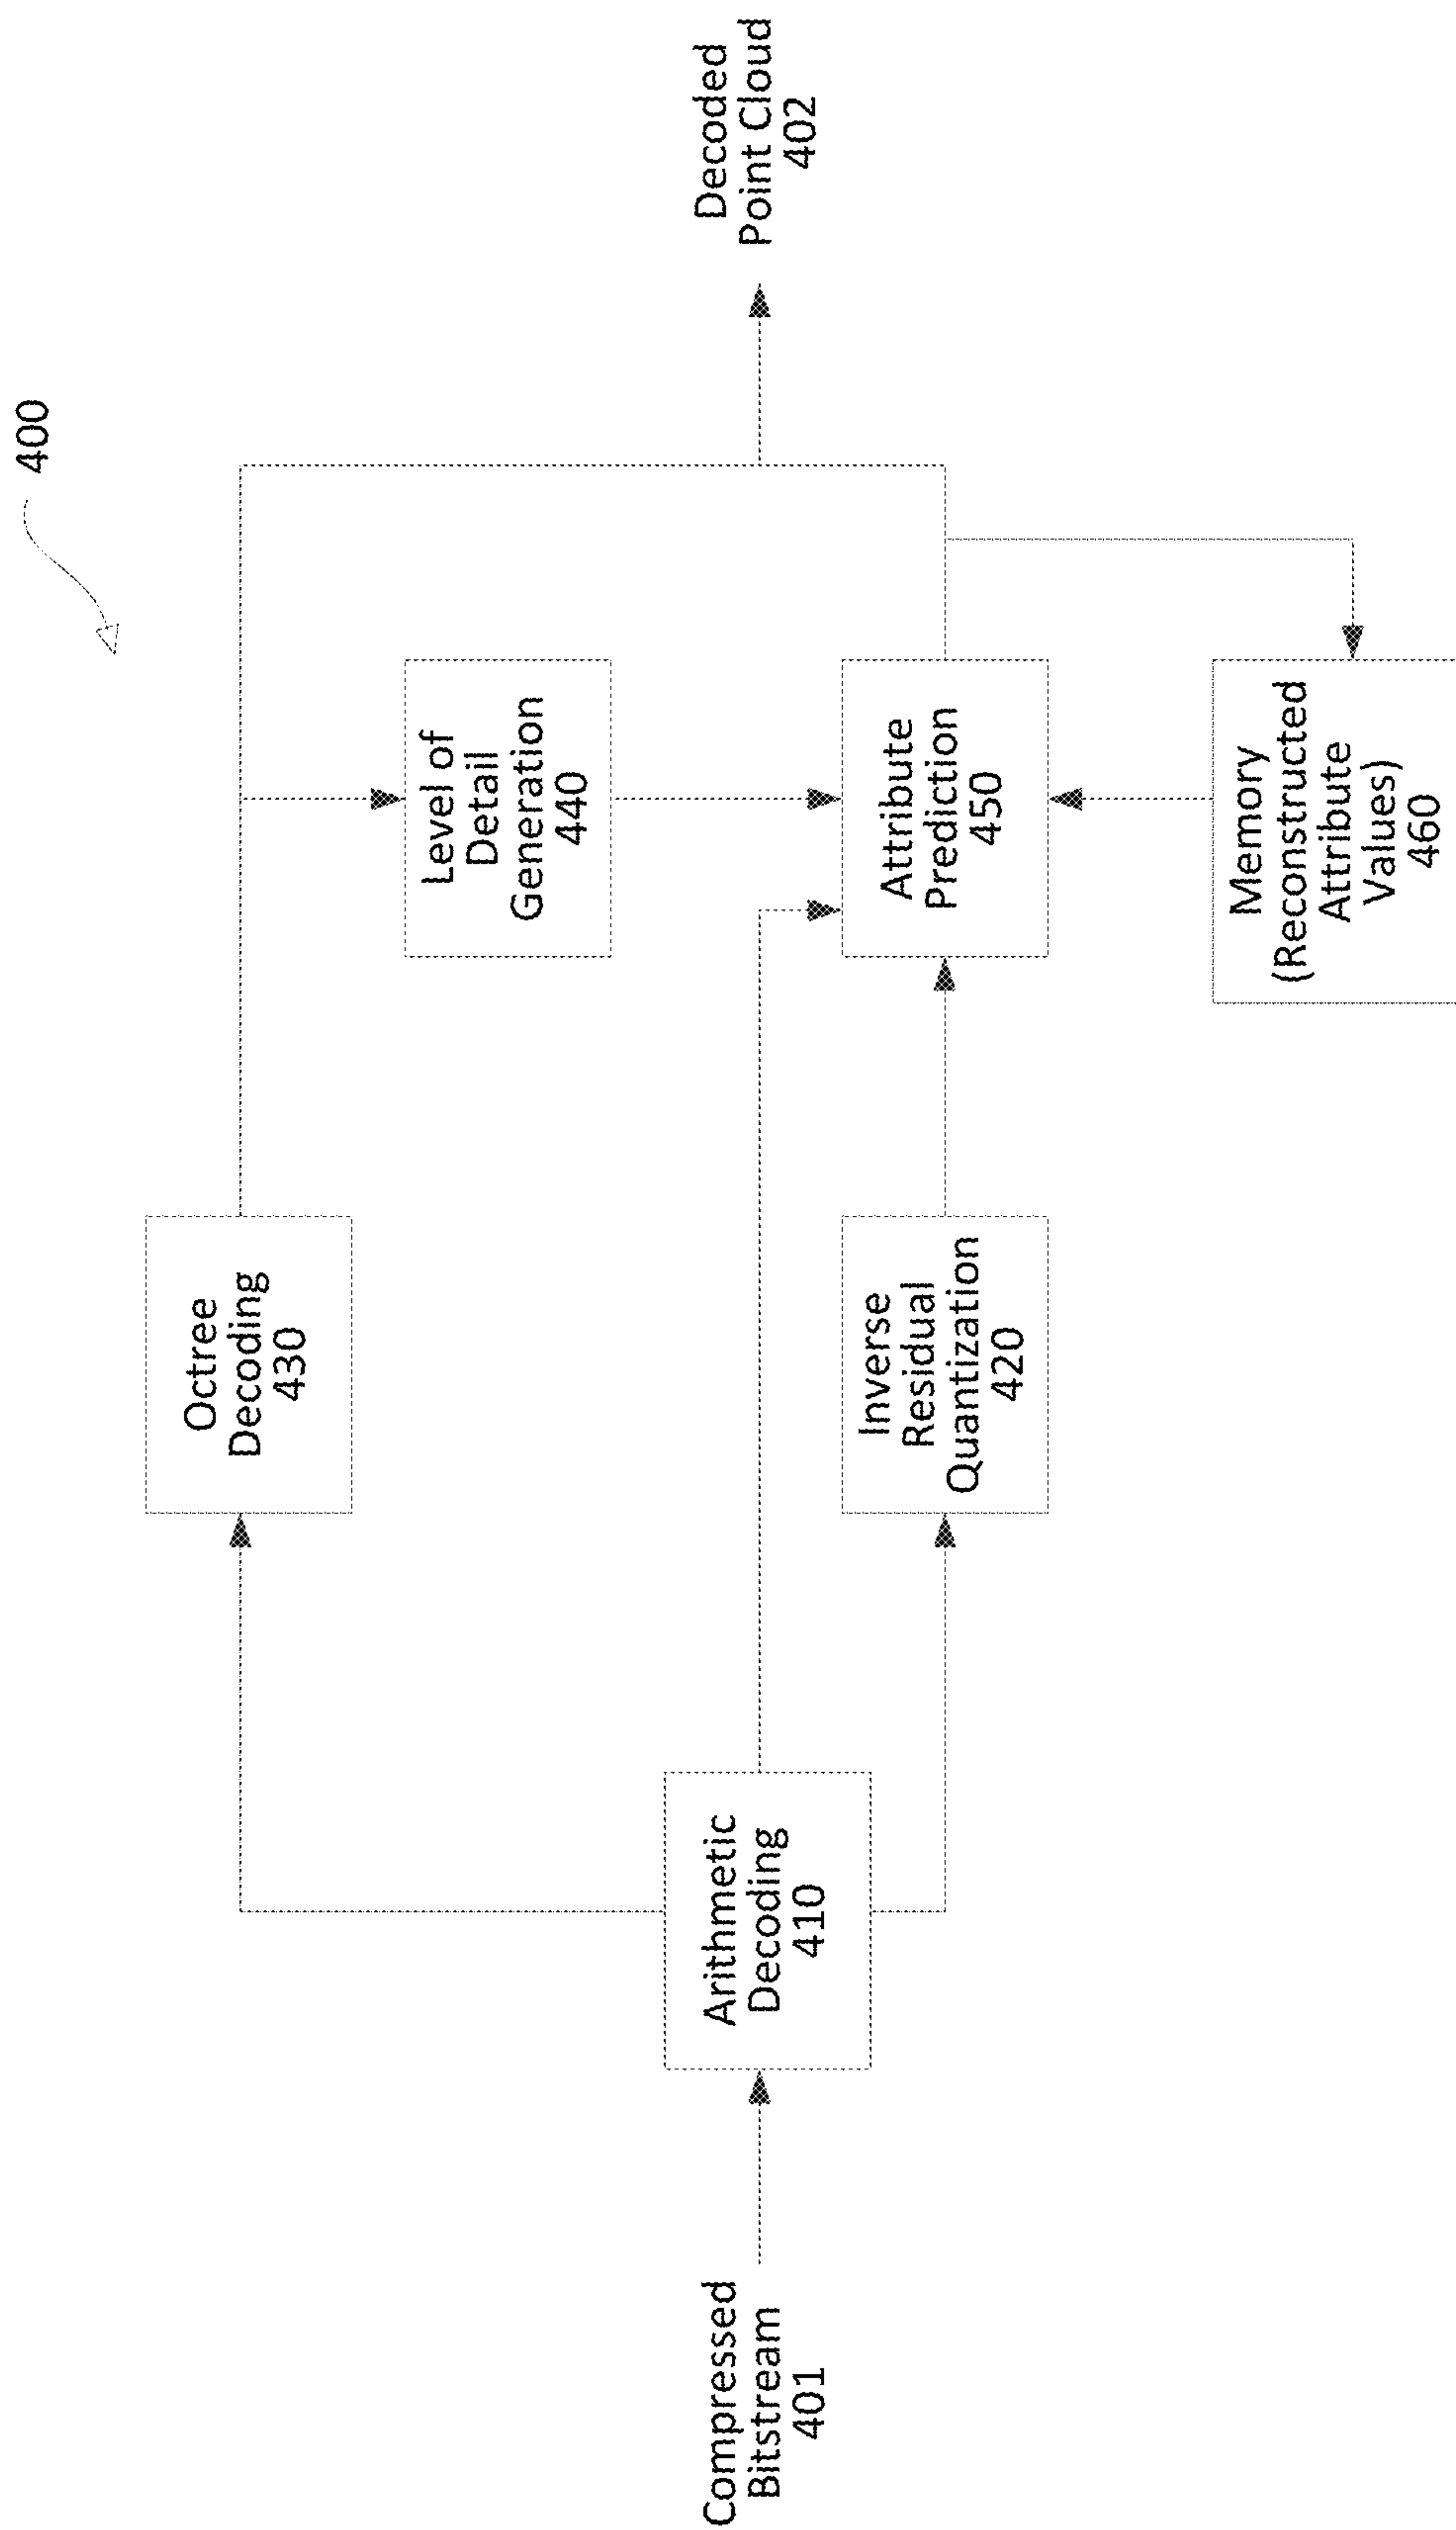 400
Compressed
Bitstream
401
Arithmetic
Decoding
410
Octree
Decoding
430
Inverse
Residual
Quantization
420
Level of
Detail
Generation
440
Attribute
Prediction
450
Memory
(Reconstructed
Attribute
Values)
460
Decoded
Point Cloud
402